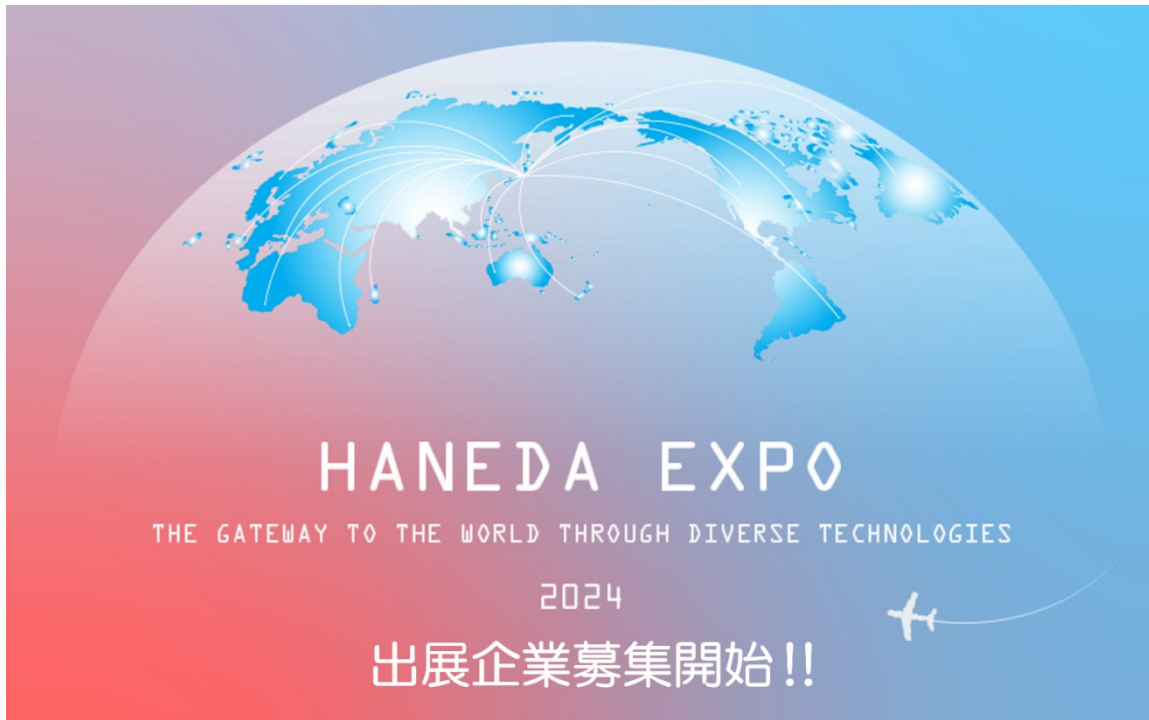 HANEDA EXPO
THE GATEWAY TO THE WORLD THROUGH DIVERSE TECHNOLOGIES
2024
出展企業募集開始!!